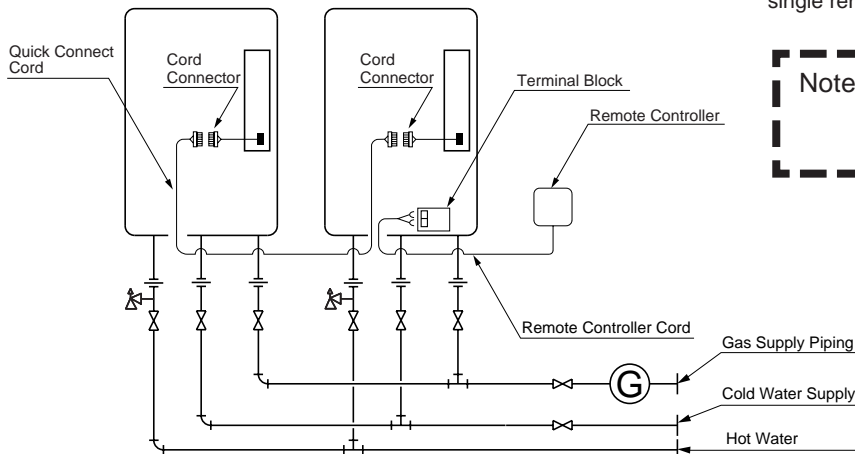 single rer
Quick Connect
Cord
Cord
Connector
Cord
Connector
Terminal Block
Remote Controller
Note
Remote Controller Cord
G
Gas Supply Piping
Cold Water Supply
Hot Water